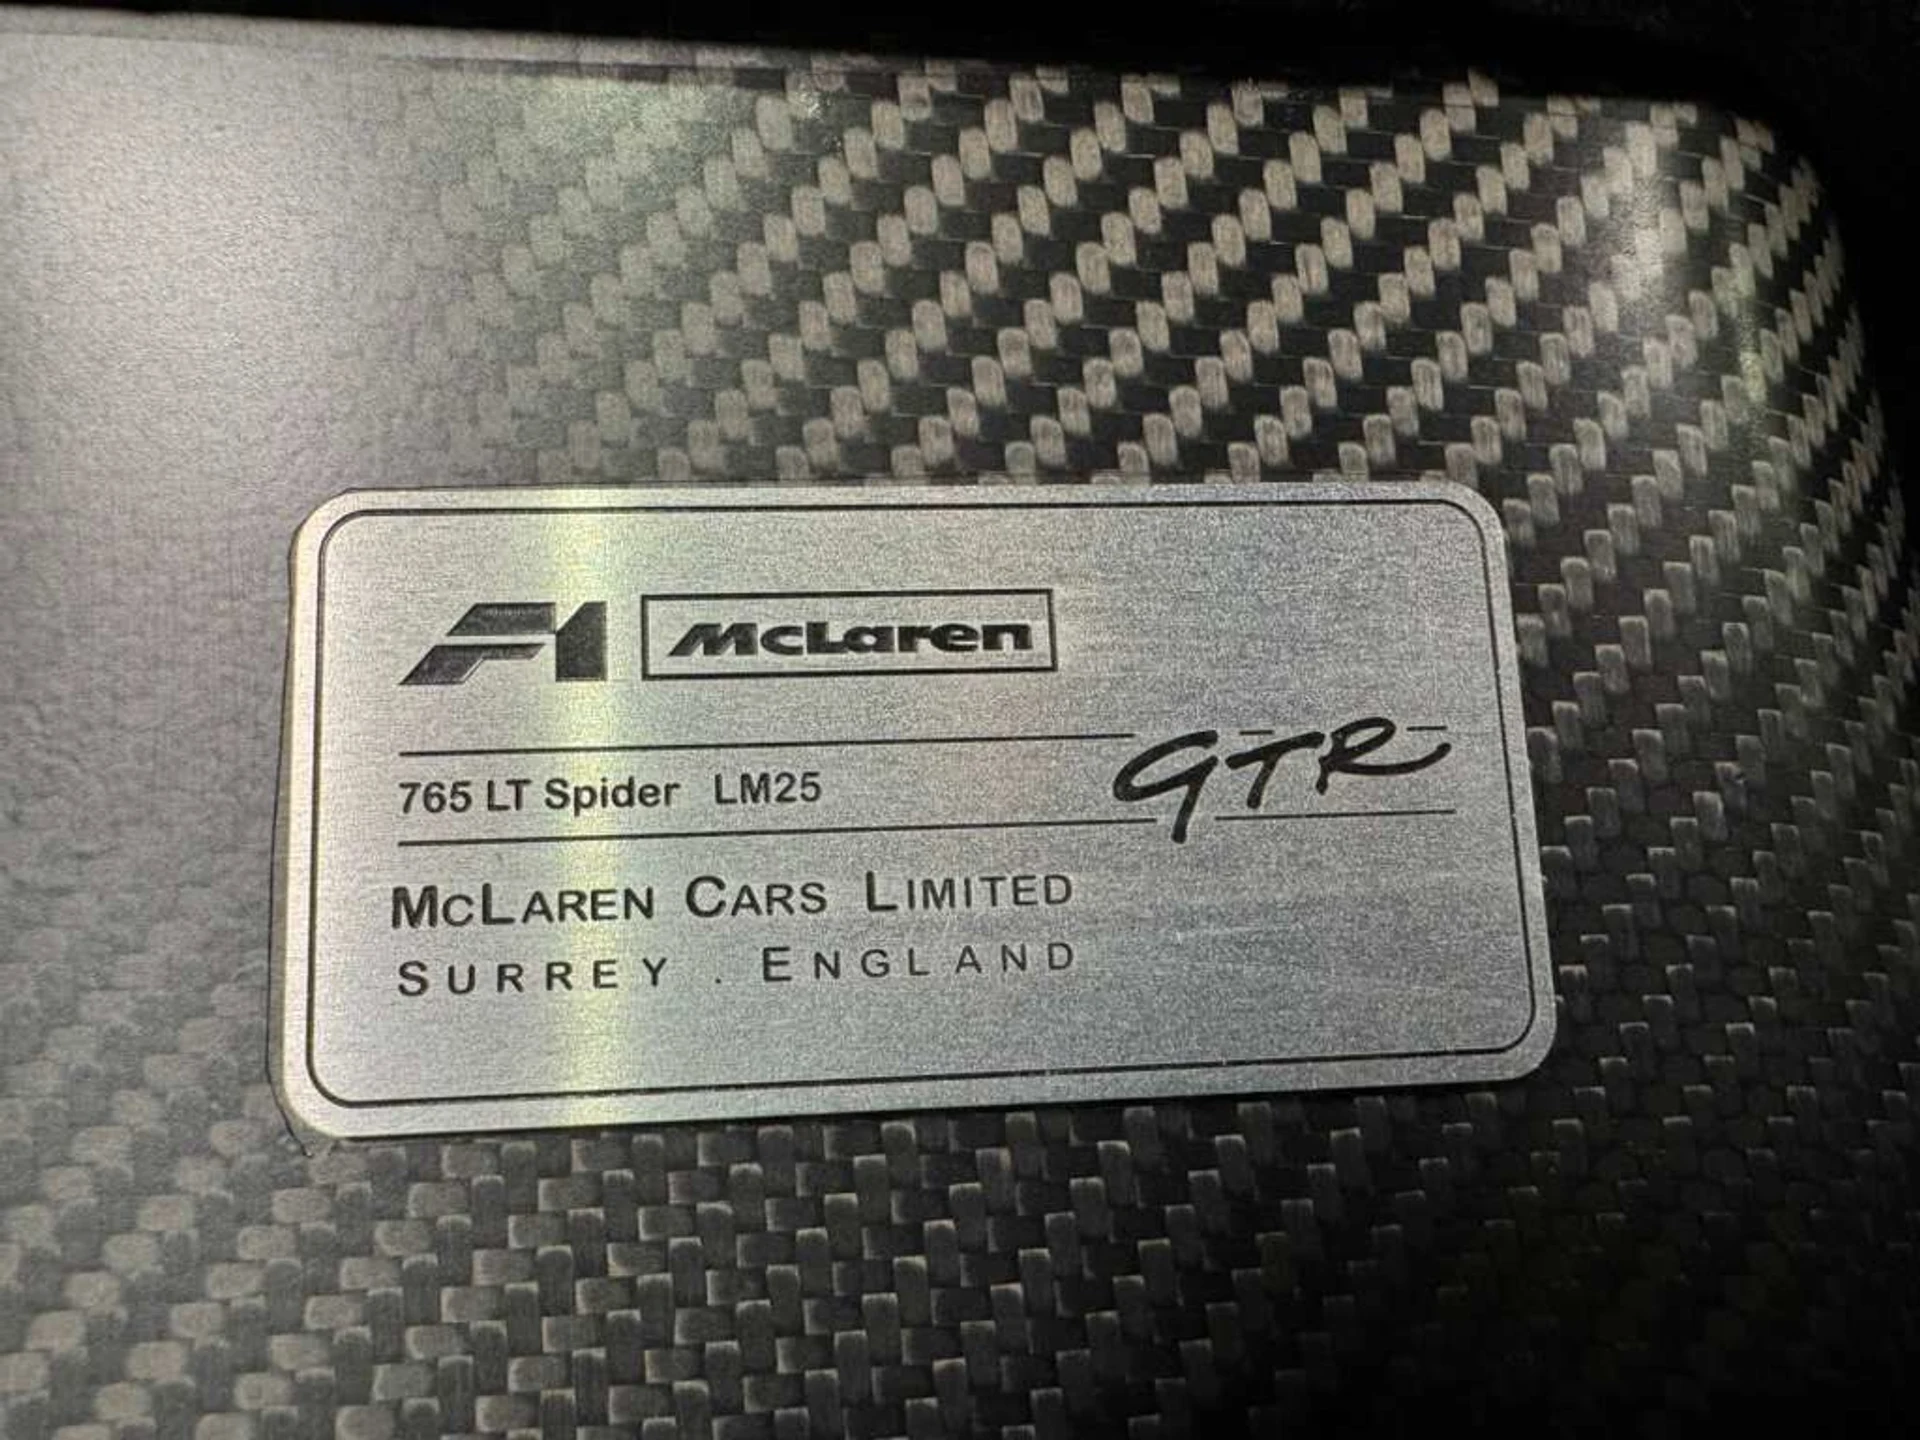 F1 McLaren
765 LT Spider LM25 GTR
McLAREN CARS LIMITED
SURREY . ENGLAND